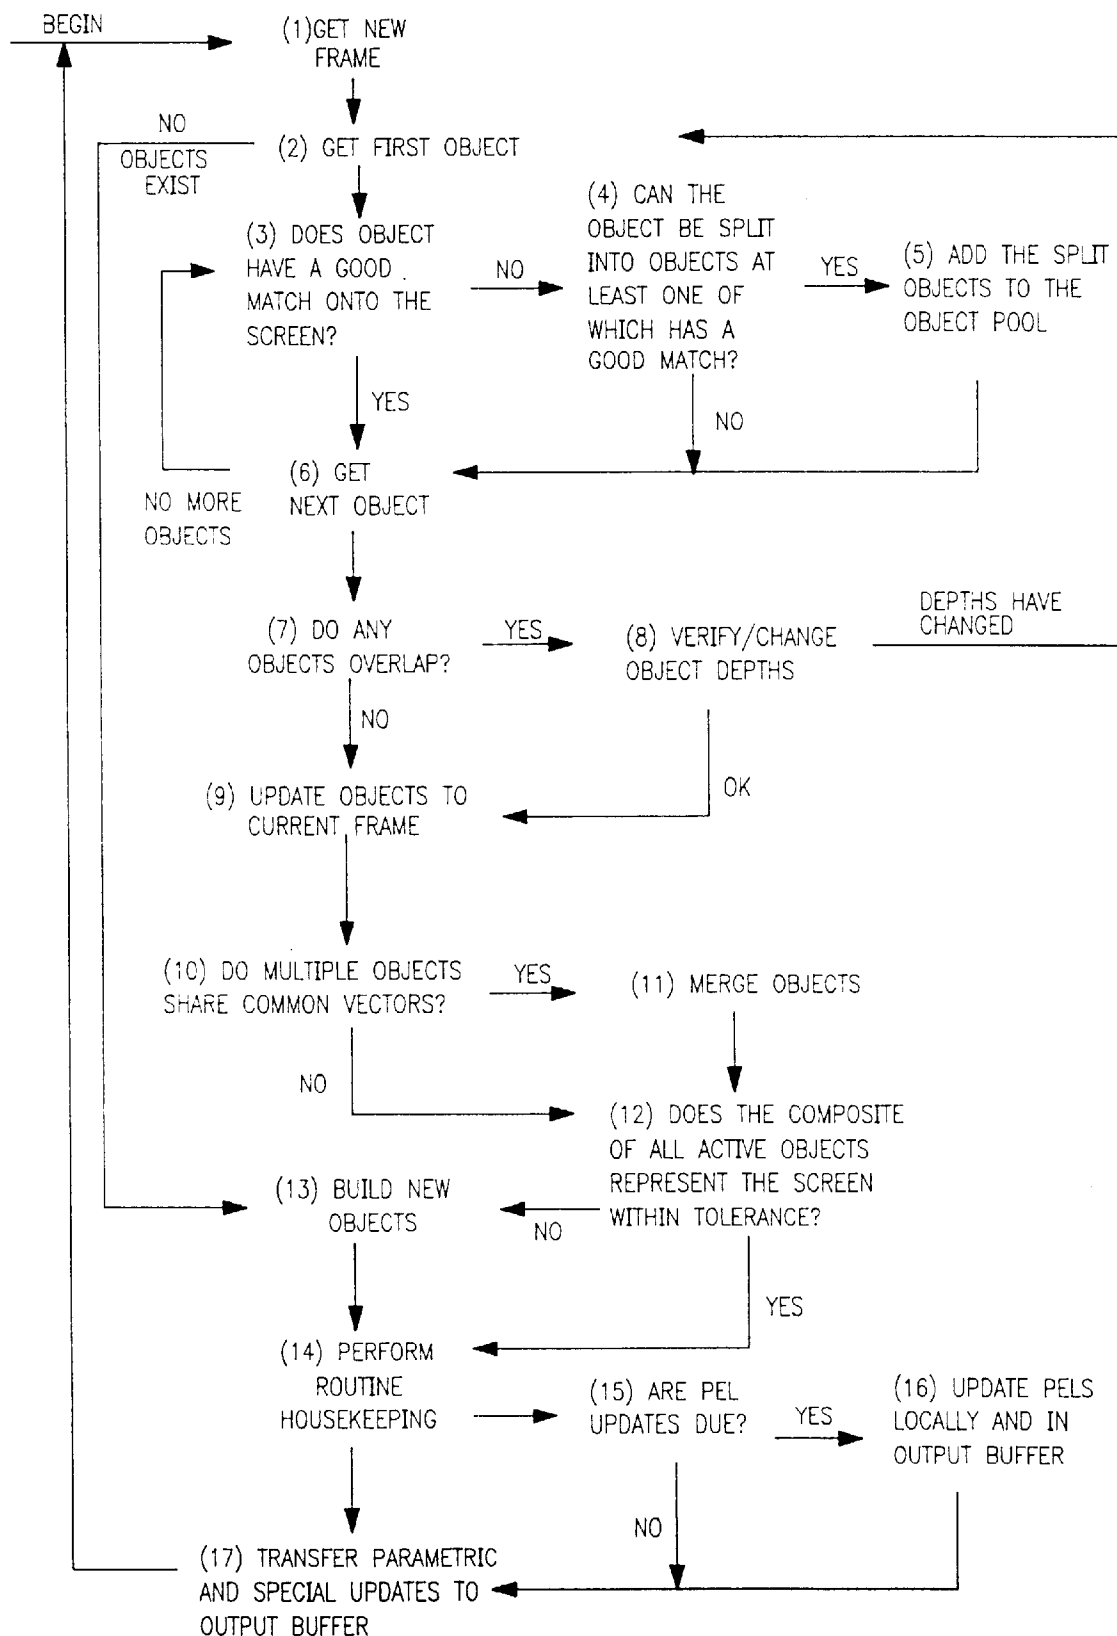 BEGIN
(1)GET NEW
FRAME
NO
OBJECTS
EXIST
(2) GET FIRST OBJECT
(3) DOES OBJECT
HAVE A GOOD
MATCH ONTO THE
SCREEN?
NO
(4) CAN THE
OBJECT BE SPLIT
INTO OBJECTS AT
LEAST ONE OF
WHICH HAS A
GOOD MATCH?
YES
(5) ADD THE SPLIT
OBJECTS TO THE
OBJECT POOL
YES
NO
(6) GET
NEXT OBJECT
NO MORE
OBJECTS
(7) DO ANY
OBJECTS OVERLAP?
YES
(8) VERIFY/CHANGE
OBJECT DEPTHS
DEPTHS HAVE
CHANGED
NO
OK
(9) UPDATE OBJECTS TO
CURRENT FRAME
(10) DO MULTIPLE OBJECTS
SHARE COMMON VECTORS?
YES
(11) MERGE OBJECTS
NO
(12) DOES THE COMPOSITE
OF ALL ACTIVE OBJECTS
REPRESENT THE SCREEN
WITHIN TOLERANCE?
(13) BUILD NEW
OBJECTS
NO
YES
(14) PERFORM
ROUTINE
HOUSEKEEPING
(15) ARE PEL
UPDATES DUE?
YES
(16) UPDATE PELS
LOCALLY AND IN
OUTPUT BUFFER
NO
(17) TRANSFER PARAMETRIC
AND SPECIAL UPDATES TO
OUTPUT BUFFER